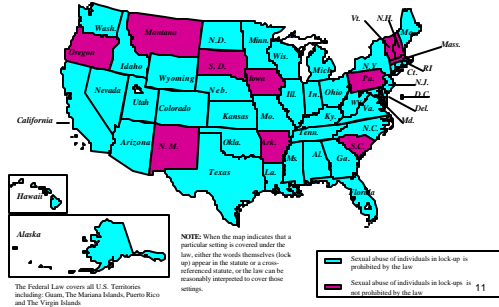 Wash.
Montana
N.D.
Minn.
Vt.
N.H.
Me.
Oregon
Idaho
S. D.
Wis.
Mich
N.Y.
Mass.
Wyoming
Iowa
Pa.
Ct.
RI
Nevada
Neb.
Ill.
In.
Ohio
N.J.
Utah
Colorado
Kansas
Mo.
Ky.
Va.
D.C.
Del.
Md.
California
Arizona
N. M.
Okla.
Ark.
Tenn.
N.C.
S.C.
Texas
La.
Ms.
Al.
Ga.
Florida
Hawaii
Alaska
NOTE: When the map indicates that a
particular setting is covered under the
law, either the words themselves (lock
up) appear in the statute or a cross-
referenced statute, or the law can be
reasonably interpreted to cover those
settings.
The Federal Law covers all U.S. Territories
including: Guam, The Mariana Islands, Puerto Rico
and The Virgin Islands
Sexual abuse of individuals in lock-up is
prohibited by the law
Sexual abuse of individuals in lock-ups is
not prohibited by the law
11